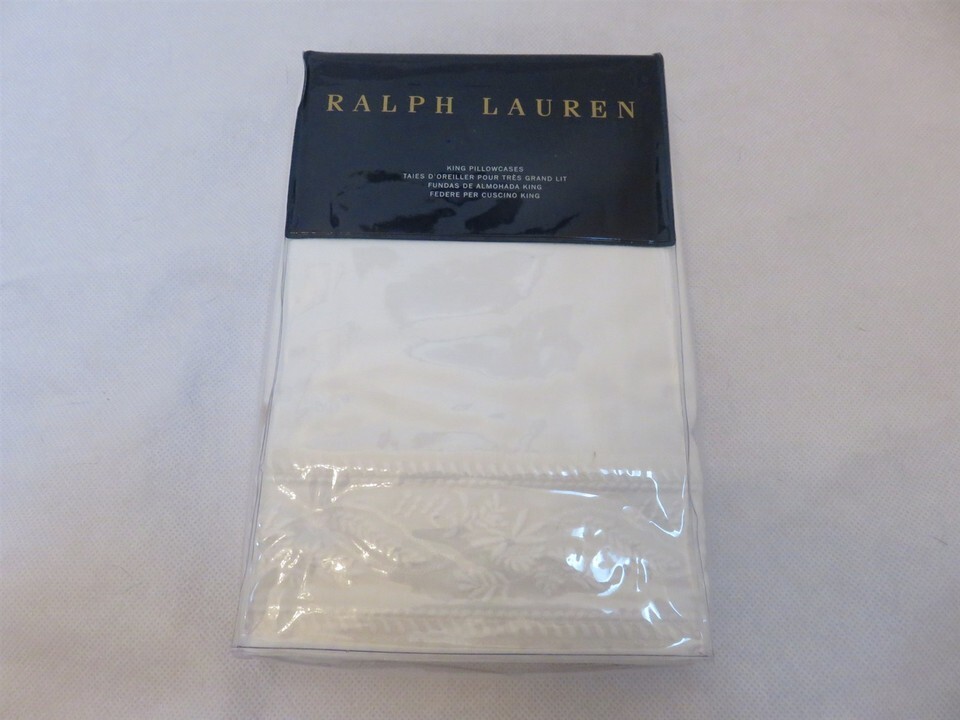 RALPH LAUREN
KING PILLOWCASES
TAIES D'OREILLER POUR TRÈS GRAND LIT
FUNDAS DE ALMOHADA KING
FEDERE PER CUSCINO KING